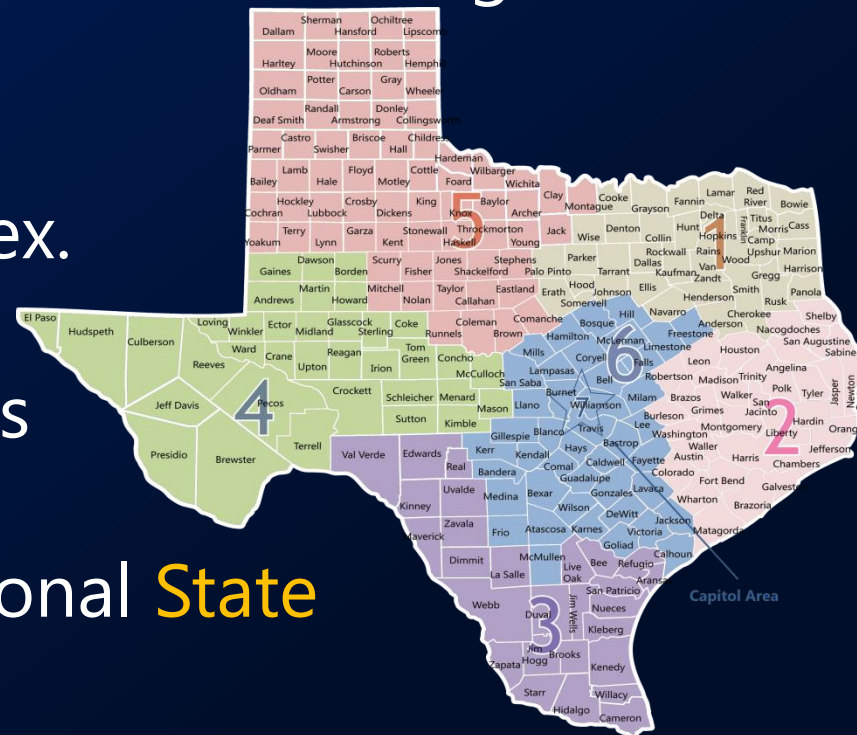 ex.
s
onal State
Sherman Ochiltree
Dallam Hansford Lipscomb
Moore Roberts
Hartley Hutchinson Hemphill
Potter Gray
Oldham Carson Wheeler
Randall Donley
Deaf Smith Armstrong Collingsworth
Castro Briscoe Childress
Parmer Swisher Hall
Hardeman
Lamb Floyd Cottle Wilbarger
Bailey Hale Motley Foard Wichita
Hockley Crosby King Baylor Clay Cooke Fannin Lamar Red River Bowie
Cochran Lubbock Dickens Knox Archer Montague Grayson Delta Titus
Terry Garza Stonewall Throckmorton Jack Wise Denton Collin Hunt Hopkins Franklin Camp Morris Cass
Yoakum Lynn Kent Haskell Young Parker Rockwall Rains Wood Upshur Marion
5
1
Dawson Scurry Jones Stephens Dallas Van Zandt Gregg Harrison
Gaines Borden Fisher Shackelford Palo Pinto Tarrant Kaufman Smith
Martin Mitchell Taylor Eastland Hood Johnson Ellis Henderson Rusk Panola
Andrews Howard Nolan Callahan Erath Somervell Navarro Cherokee
El Paso Loving Ector Glasscock Coke Coleman Comanche Bosque Hill Freestone Anderson Nacogdoches Shelby
Hudspeth Culberson Winkler Midland Sterling Runnels Brown Hamilton McLennan Limestone Houston San Augustine
Ward Reagan Tom Green Concho Mills Coryell Falls Leon Angelina Sabine
Reeves Crane Upton Irion McCulloch Lampasas Bell Robertson Madison Trinity
6
Crockett San Saba Burnet Milam Brazos Walker Polk Tyler Jasper Newton
Jeff Davis Pecos Schleicher Menard Mason Llano 7 Williamson Burleson Grimes San Jacinto
4
2
Sutton Kimble Blanco Travis Lee Washington Montgomery Liberty Hardin Orange
Presidio Brewster Terrell Gillespie Hays Bastrop Waller Jefferson
Val Verde Edwards Kerr Kendall Caldwell Fayette Austin Harris Chambers
Real Bandera Comal Guadalupe Colorado Fort Bend Galveston
Uvalde Medina Bexar Gonzales Lavaca Wharton Brazoria
Kinney Wilson DeWitt Jackson Matagorda
Zavala Frio Atascosa Karnes Victoria
Maverick Goliad Calhoun
Dimmit McMullen Live Oak Bee Refugio
La Salle Aransas
San Patricio
Webb Duval Jim Wells Nueces
3
Kleberg
Jim Hogg Brooks
Zapata Kenedy
Starr Willacy
Hidalgo Cameron
Capitol Area